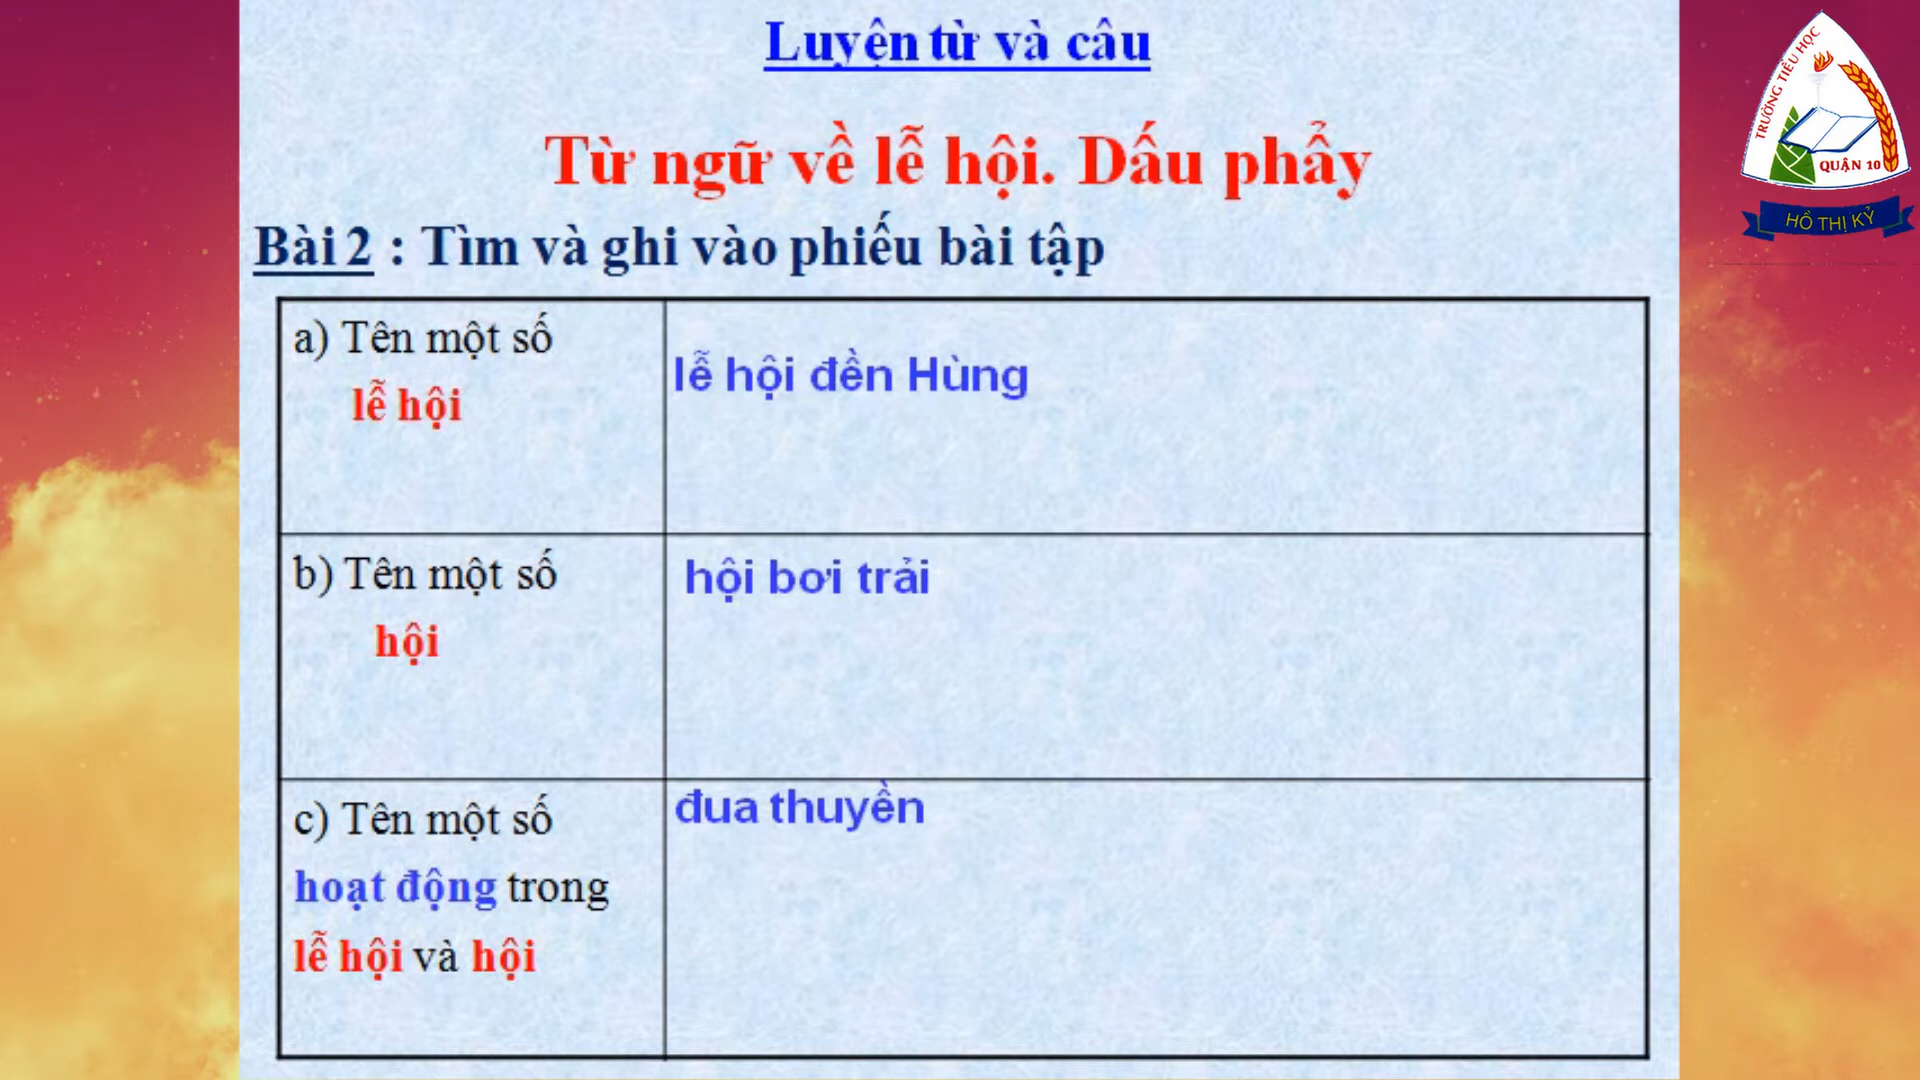 Luyện từ và câu
Từ ngữ về lễ hội. Dấu phẩy
Bài 2 : Tìm và ghi vào phiếu bài tập
a) Tên một số
lễ hội
lễ hội đền Hùng
b) Tên một số
hội
hội bơi trải
c) Tên một số
hoạt động trong
lễ hội và hội
đua thuyền
TRƯỜNG TIỂU HỌC
QUẬN 10
HỒ THỊ KỶ